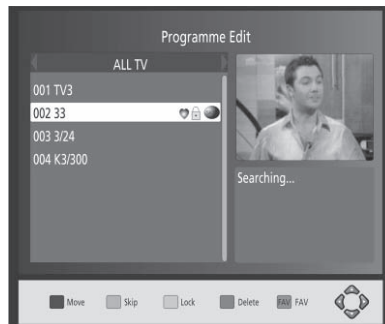 Programme Edit
ALL TV
001 TV3
002 33
003 3/24
004 K3/300
Searching...
Move Skip Lock Delete FAV FAV